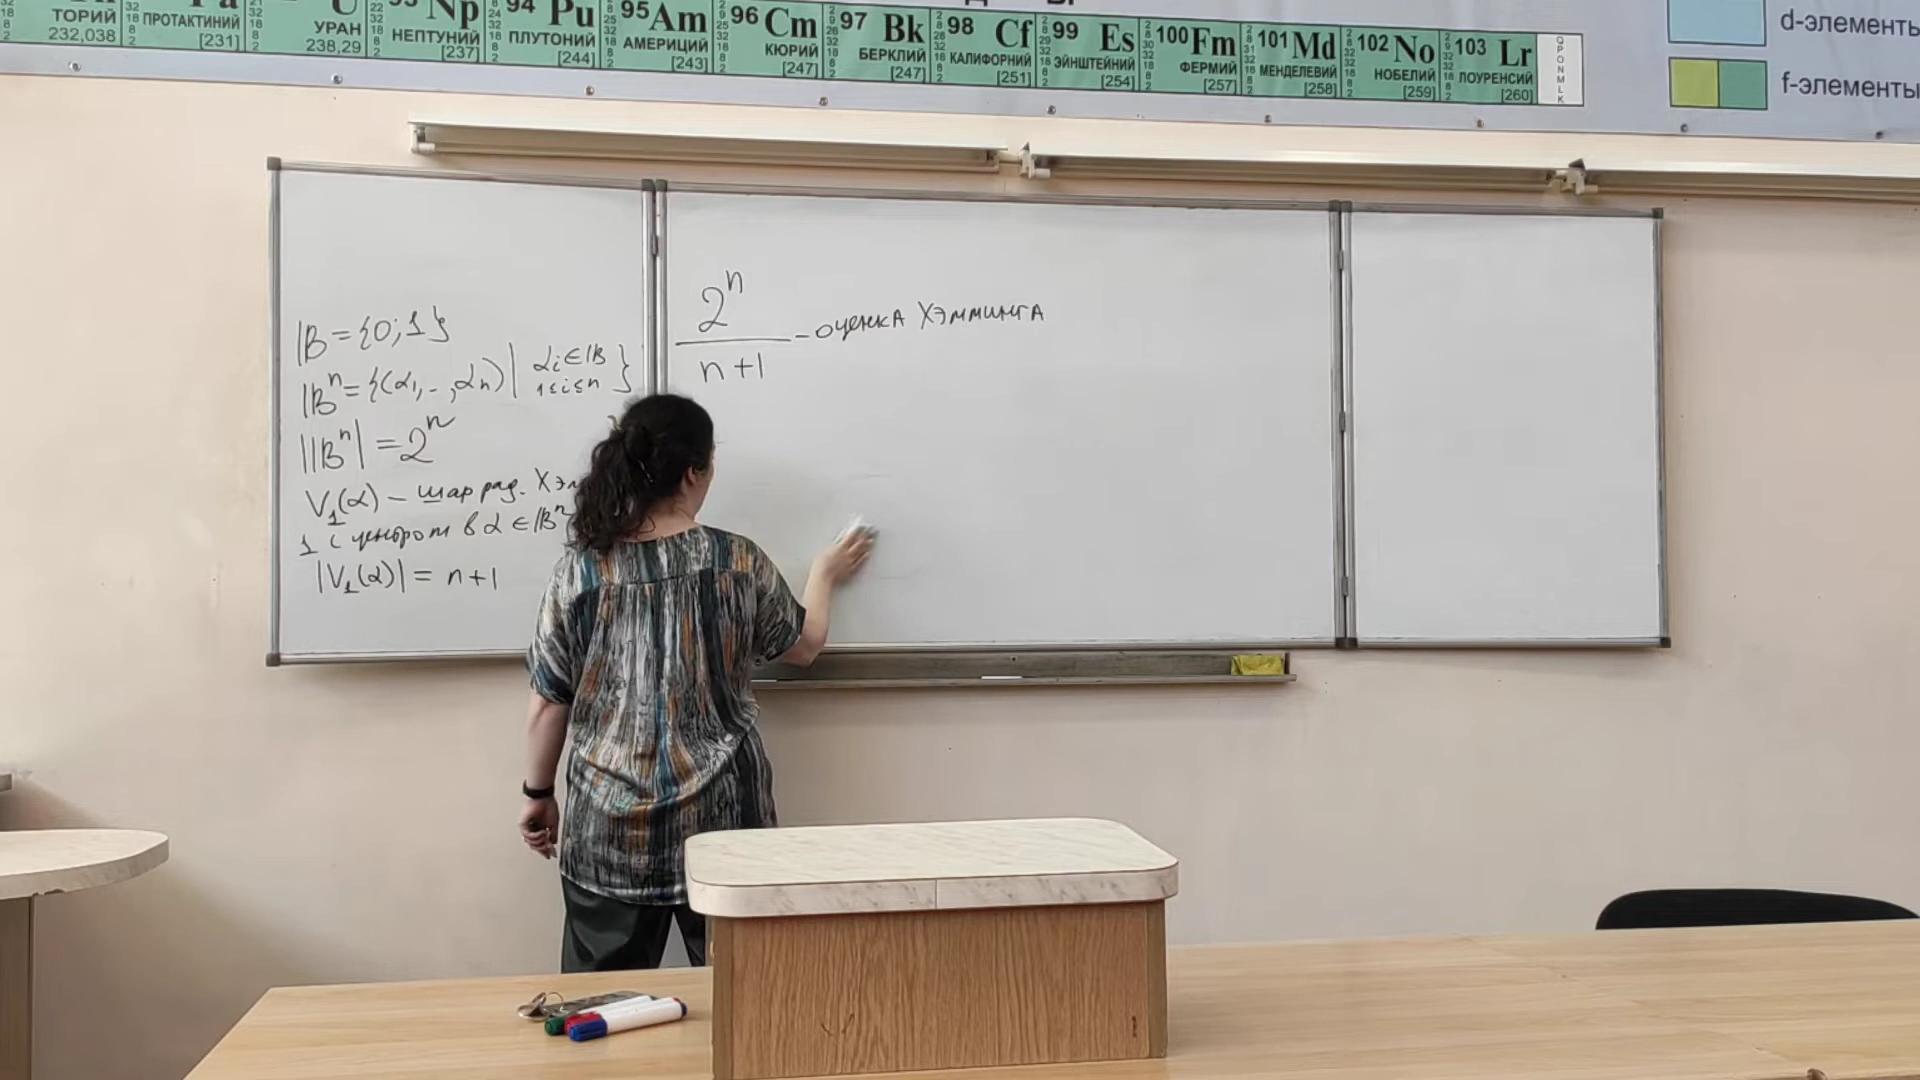 ТОРИЙ
232,038
ПРОТАКТИНИЙ
[231]
U
УРАН
238,29
93 Np
НЕПТУНИЙ
[237]
94 Pu
ПЛУТОНИЙ
[244]
95 Am
АМЕРИЦИЙ
[243]
96 Cm
КЮРИЙ
[247]
97 Bk
БЕРКЛИЙ
[247]
98 Cf
КАЛИФОРНИЙ
[251]
99 Es
ЭЙНШТЕЙНИЙ
[254]
100 Fm
ФЕРМИЙ
[257]
101 Md
МЕНДЕЛЕВИЙ
[258]
102 No
НОБЕЛИЙ
[259]
103 Lr
ЛОУРЕНСИЙ
[260]
Q P O N M L K
d-элементы
f-элементы
𝔹 = {0; 1}
𝔹ⁿ = {(α₁, .. , αₙ) | αᵢ ∈ 𝔹 1≤i≤n }
|𝔹ⁿ| = 2ⁿ
V₁(α) – шар рад. Хэм
1 с центром в α ∈ 𝔹ⁿ
|V₁(α)| = n+1
2ⁿ
n+1
– оценка Хэмминга